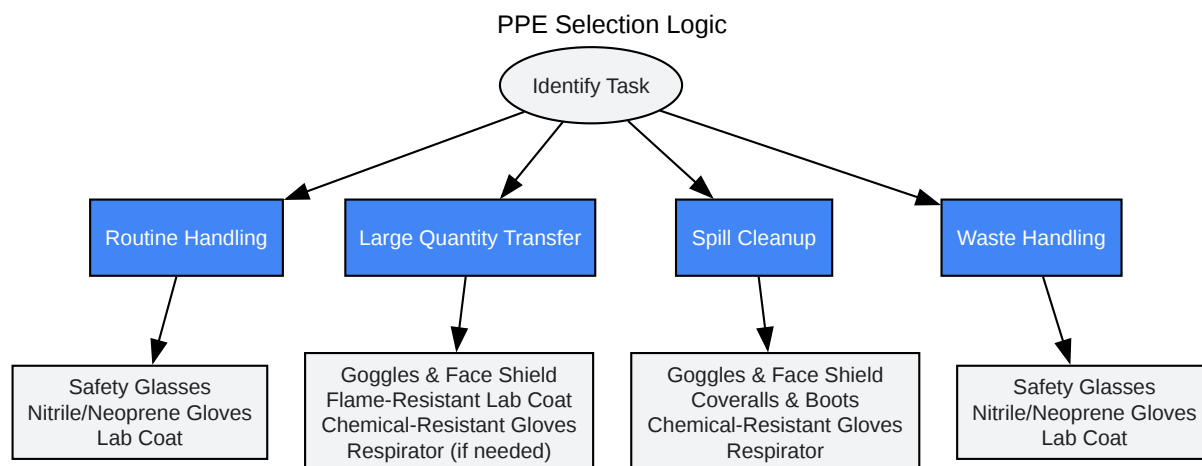 PPE Selection Logic
Identify Task
Routine Handling
Large Quantity Transfer
Spill Cleanup
Waste Handling
Safety Glasses
Nitrile/Neoprene Gloves
Lab Coat
Goggles & Face Shield
Flame-Resistant Lab Coat
Chemical-Resistant Gloves
Respirator (if needed)
Goggles & Face Shield
Coveralls & Boots
Chemical-Resistant Gloves
Respirator
Safety Glasses
Nitrile/Neoprene Gloves
Lab Coat